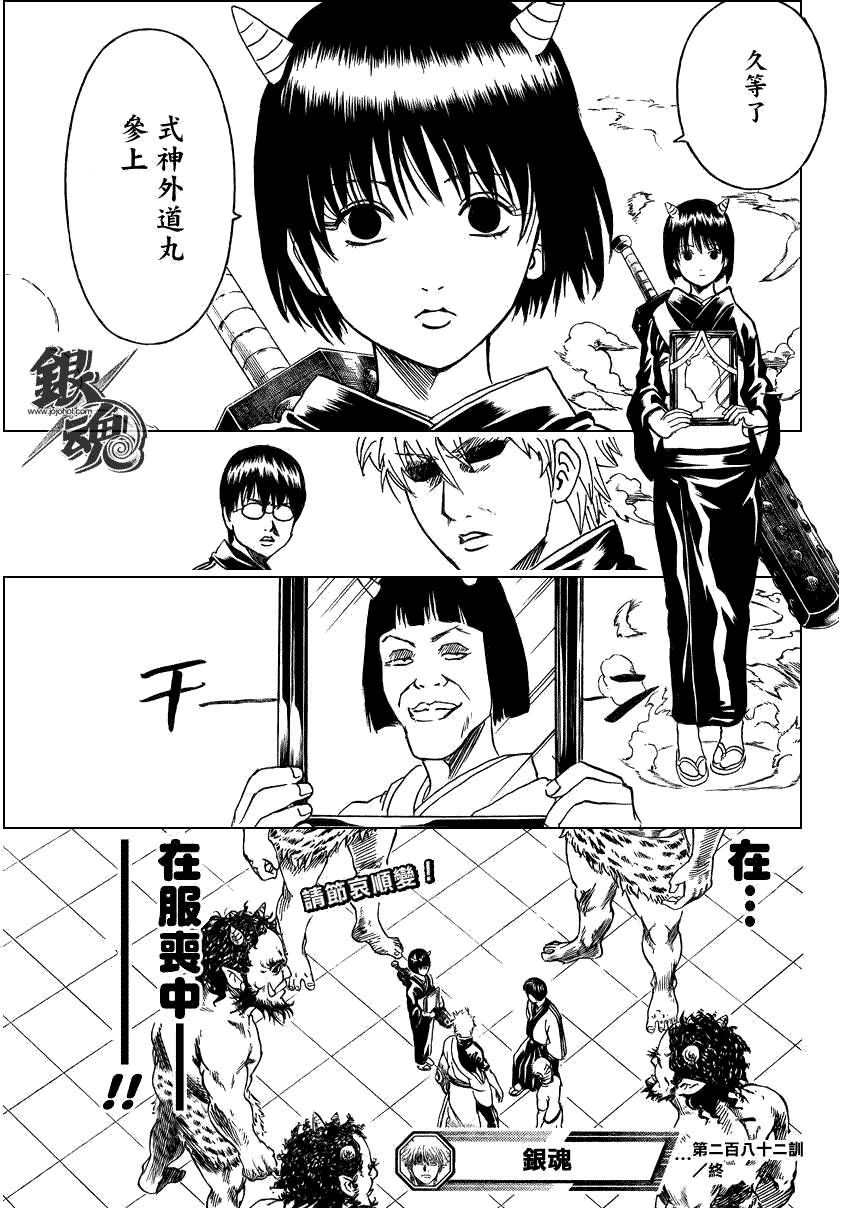 久等了
式神外道丸
參上
銀魂
www.jojohot.com
チーン
在…
請節哀順變！
在服喪中——
!!
銀魂
…第二百八十二訓
／終